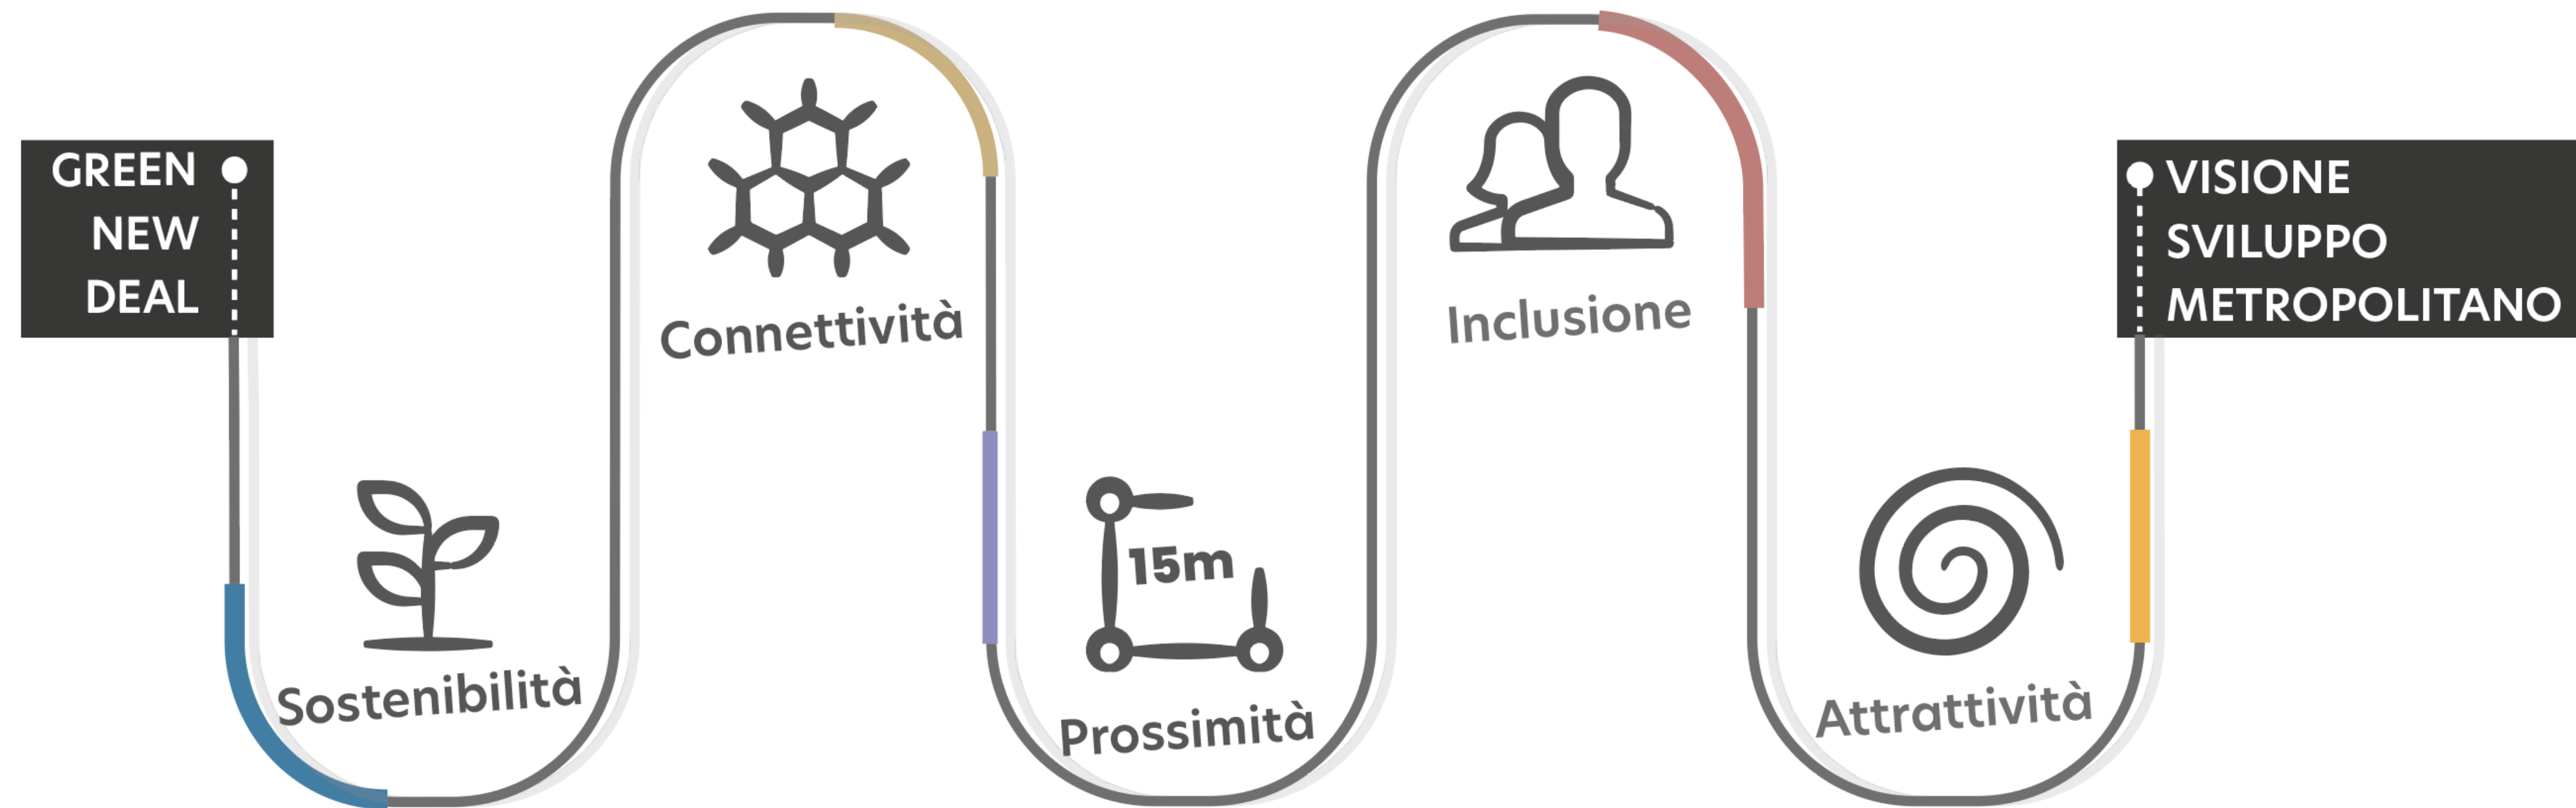 GREEN
NEW
DEAL
Sostenibilità
Connettività
15m
Prossimità
Inclusione
Attrattività
VISIONE
SVILUPPO
METROPOLITANO